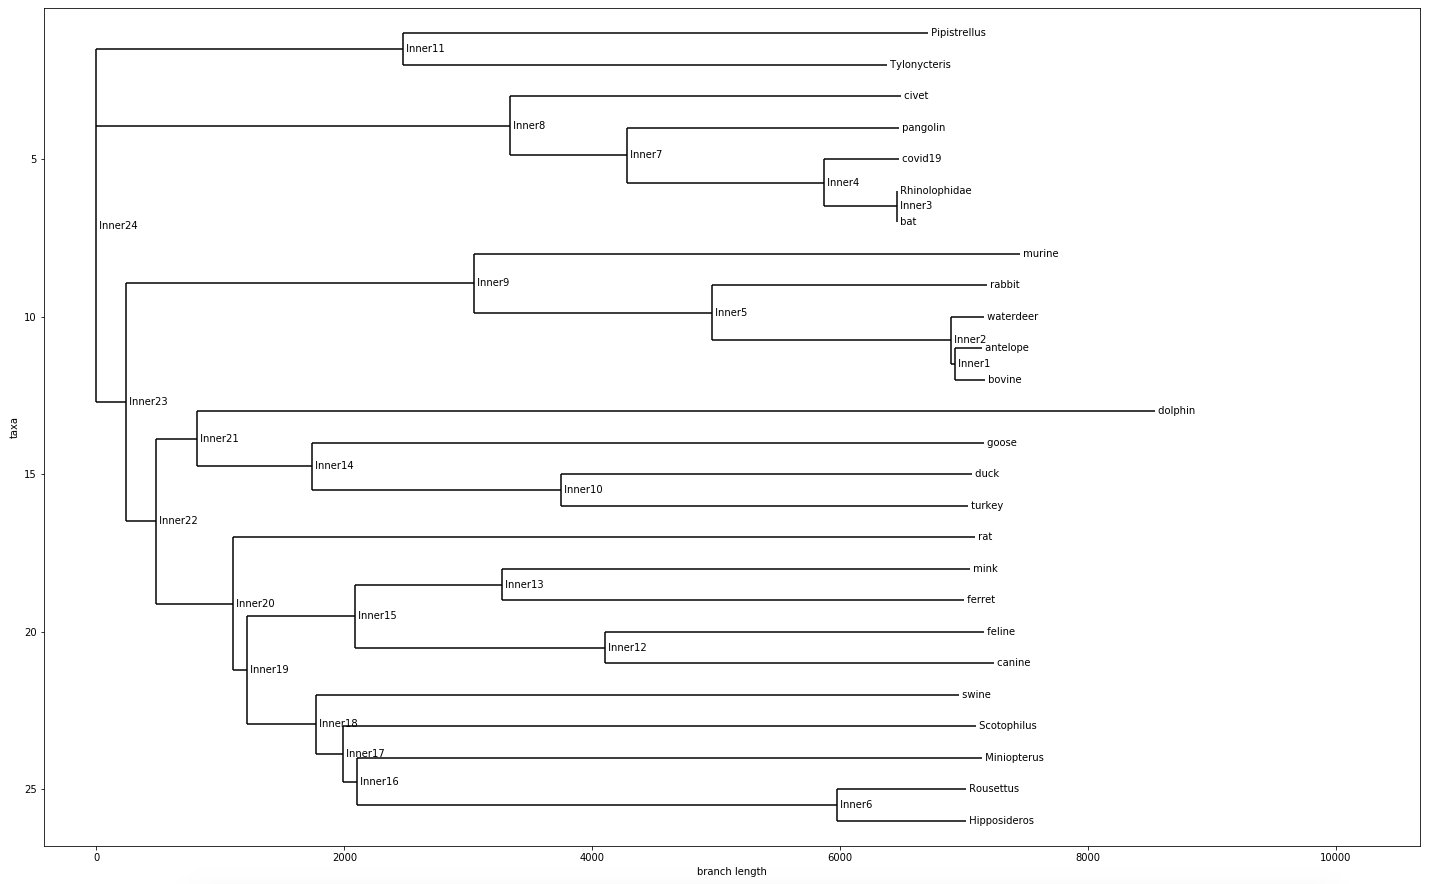 Pipistrellus
Inner11
Tylonycteris
civet
Inner8
pangolin
Inner7
5
covid19
Inner4
Rhinolophidae
Inner3
bat
Inner24
murine
Inner9
rabbit
Inner5
10
waterdeer
Inner2
antelope
Inner1
bovine
Inner23
dolphin
taxa
Inner21
goose
Inner14
15
duck
Inner10
turkey
Inner22
rat
mink
Inner13
ferret
Inner20
Inner15
20
feline
Inner12
canine
Inner19
swine
Inner18
Scotophilus
Inner17
Miniopterus
Inner16
25
Rousettus
Inner6
Hipposideros
0 2000 4000 6000 8000 10000
branch length